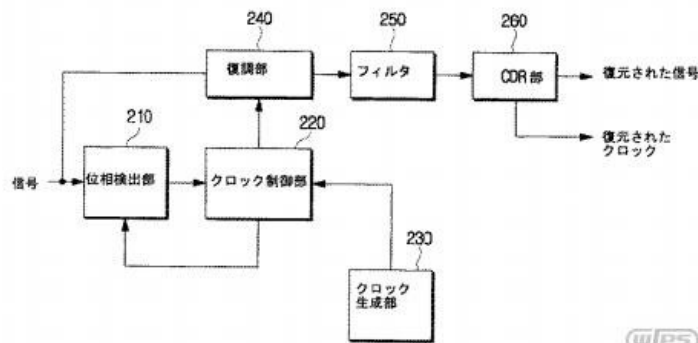 240
250
260
復調部
フィルタ
CDR部
復元された信号
210
220
復元された
クロック
信号
位相検出部
クロック制御部
230
クロック
生成部
wips